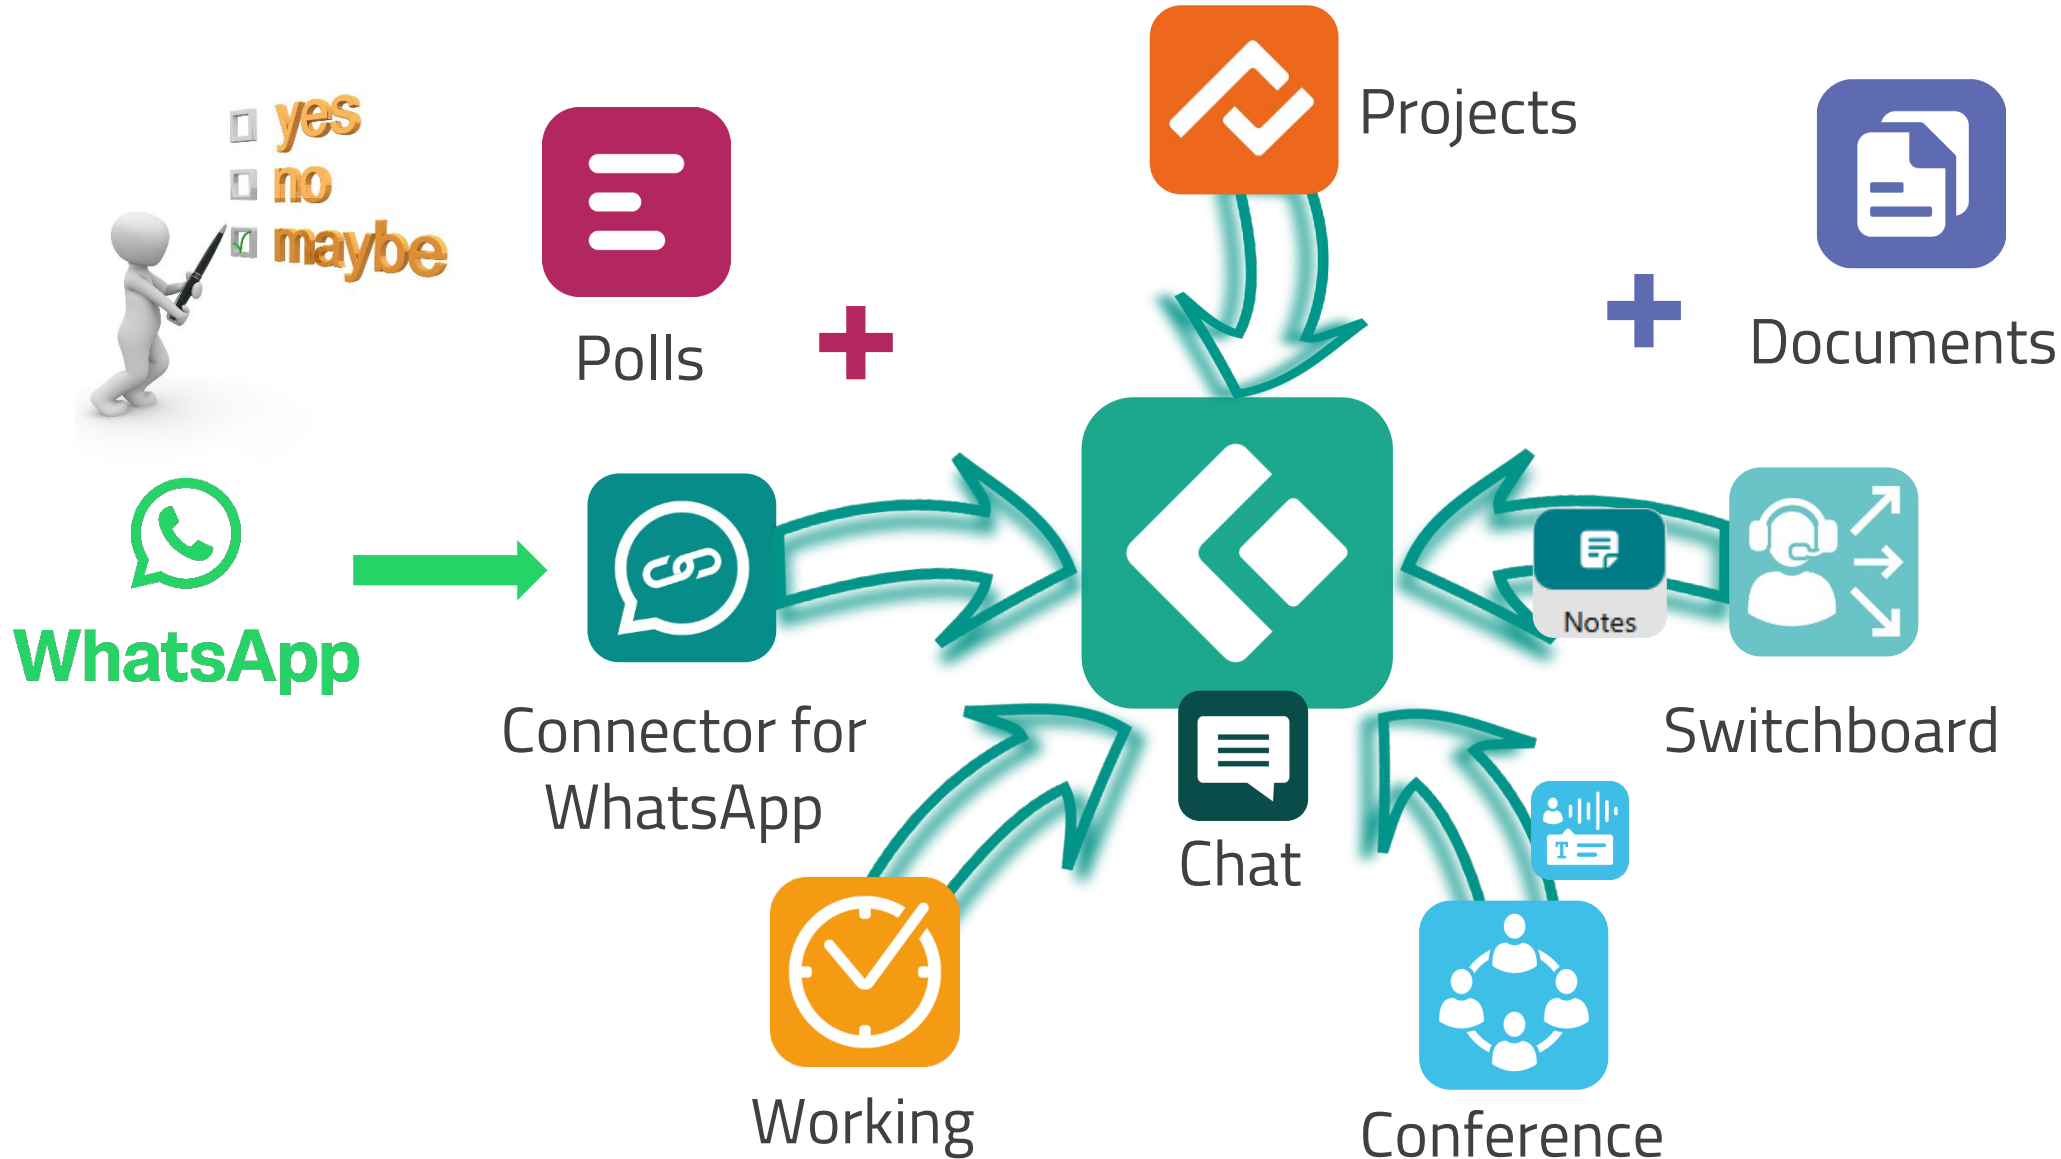 yes
no
maybe
Polls
Projects
Documents
WhatsApp
Connector for
WhatsApp
Notes
Switchboard
Chat
T
Working
Conference